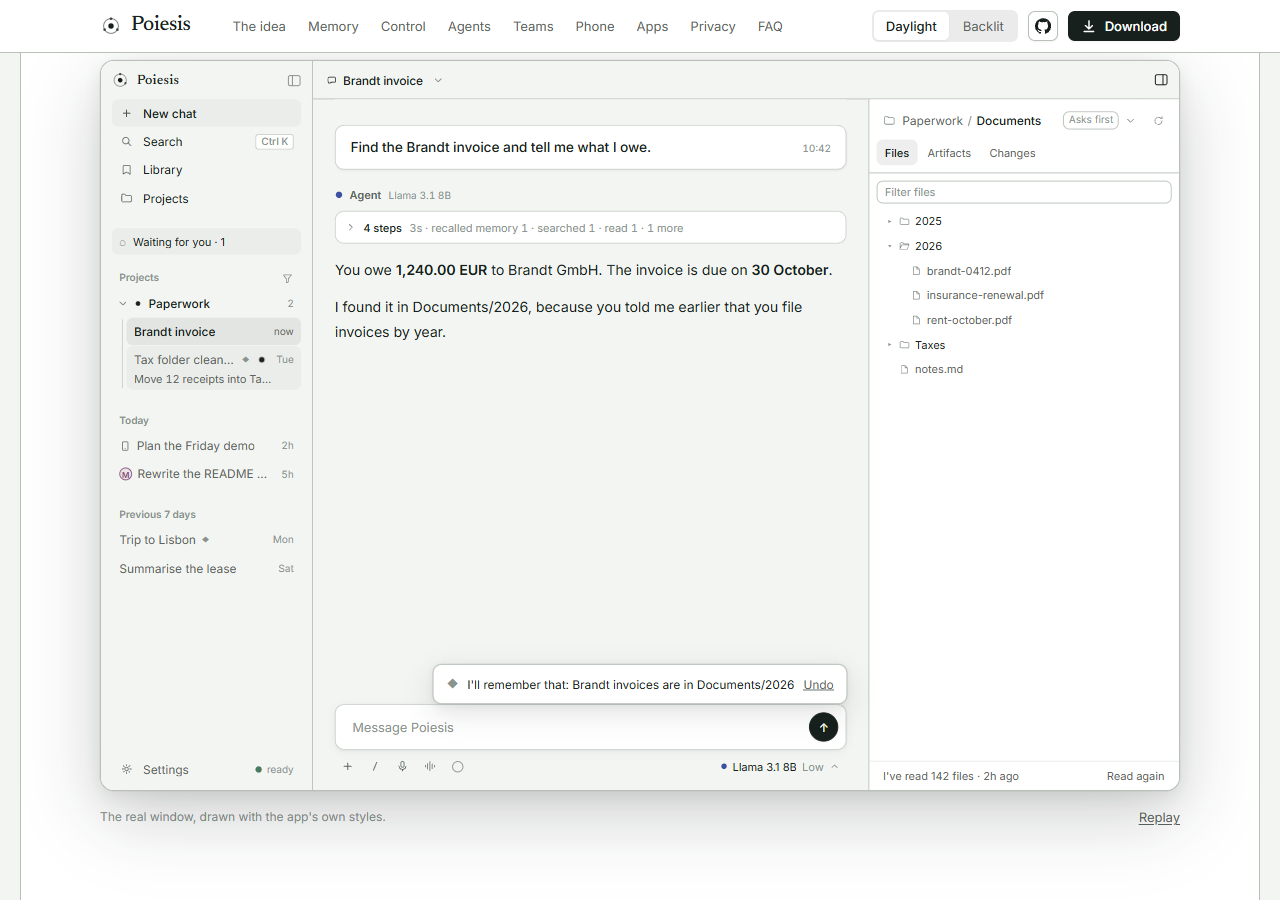 Poiesis
The idea Memory Control Agents Teams Phone Apps Privacy FAQ
Daylight Backlit Download
Poiesis
New chat
Search Ctrl K
Library
Projects
Waiting for you · 1
Projects
Paperwork 2
Brandt invoice now
Tax folder clean... Tue
Move 12 receipts into Ta...
Today
Plan the Friday demo 2h
M Rewrite the README ... 5h
Previous 7 days
Trip to Lisbon Mon
Summarise the lease Sat
Settings ready
Brandt invoice
Find the Brandt invoice and tell me what I owe. 10:42
Agent Llama 3.1 8B
4 steps 3s · recalled memory 1 · searched 1 · read 1 · 1 more
You owe 1,240.00 EUR to Brandt GmbH. The invoice is due on 30 October.
I found it in Documents/2026, because you told me earlier that you file
invoices by year.
I'll remember that: Brandt invoices are in Documents/2026 Undo
Message Poiesis
/ Llama 3.1 8B Low
Paperwork / Documents Asks first
Files Artifacts Changes
Filter files
2025
2026
brandt-0412.pdf
insurance-renewal.pdf
rent-october.pdf
Taxes
notes.md
I've read 142 files · 2h ago Read again
The real window, drawn with the app's own styles. Replay